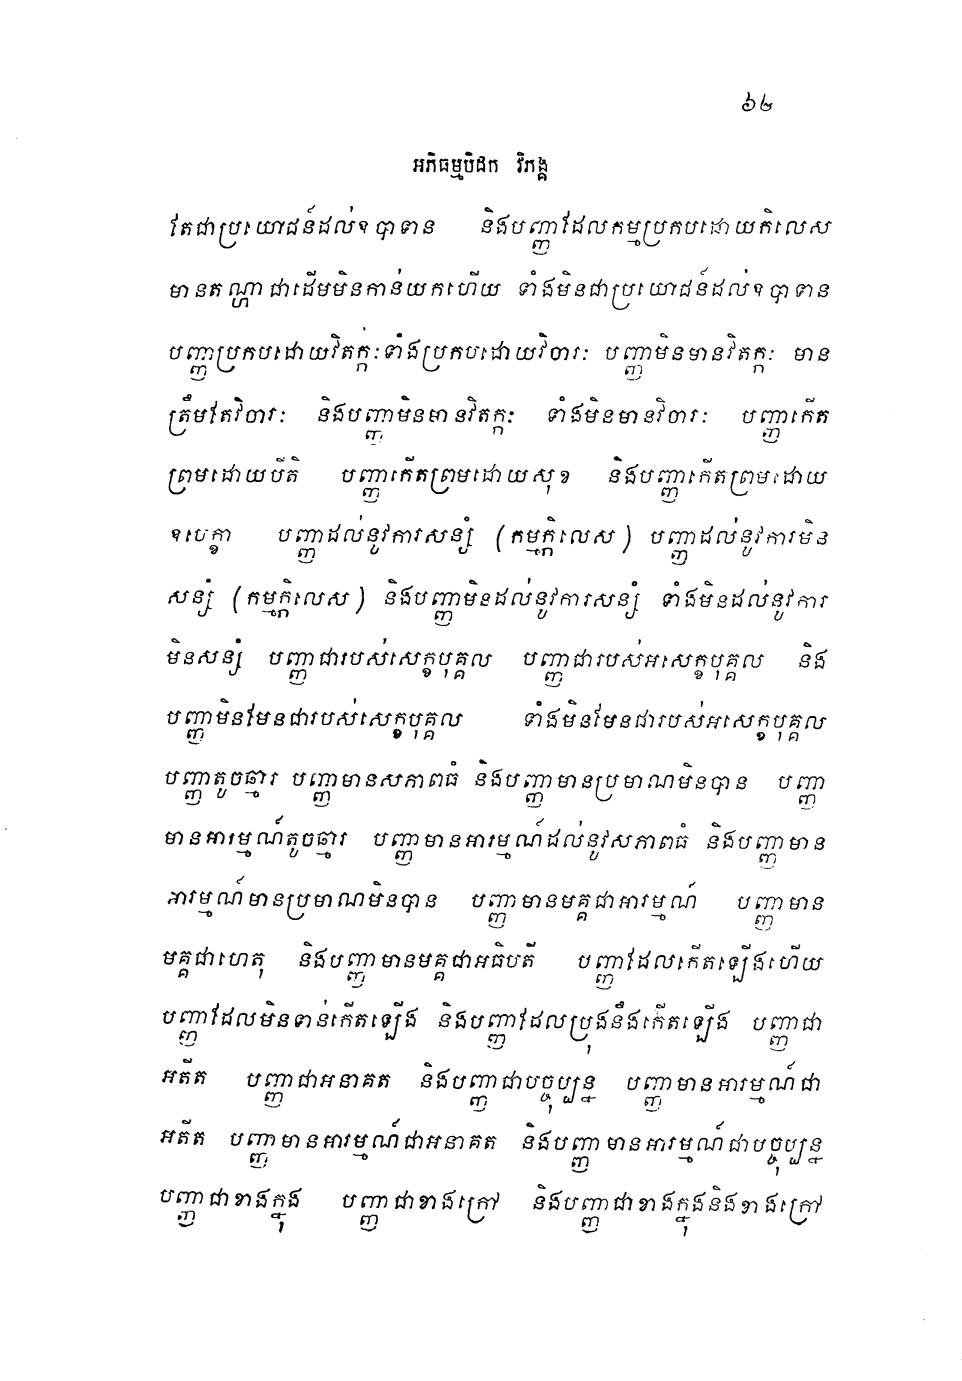 ៦២
អភិធម្មបិដក វិភង្គ
តែជាប្រយោជន៍ដល់ឧបាទាន និងបញ្ញាដែលកម្មប្រកបដោយកិលេស
មានតណ្ហាជាដើមមិនកាន់យកហើយ ទាំងមិនជាប្រយោជន៍ដល់ឧបាទាន
បញ្ញាប្រកបដោយវិតក្កៈទាំងប្រកបដោយវិចារៈ បញ្ញាមិនមានវិតក្កៈ មាន
ត្រឹមតែវិចារៈ និងបញ្ញាមិនមានវិតក្កៈ ទាំងមិនមានវិចារៈ បញ្ញាកើត
ព្រមដោយបីតិ បញ្ញាកើតព្រមដោយសុខ និងបញ្ញាកើតព្រមដោយ
ឧបេក្ខា បញ្ញាដល់នូវការសន្សំ (កម្មក្តិលេស) បញ្ញាដល់នូវការមិន
សន្សំ (កម្មក្តិលេស) និងបញ្ញាមិនដល់នូវការសន្សំ ទាំងមិនដល់នូវការ
មិនសន្សំ បញ្ញាជារបស់សេក្ខបុគ្គល បញ្ញាជារបស់អសេក្ខបុគ្គល និង
បញ្ញាមិនមែនជារបស់សេក្ខបុគ្គល ទាំងមិនមែនជារបស់អសេក្ខបុគ្គល
បញ្ញាតូចឆ្មារ បញ្ញាមានសភាពធំ និងបញ្ញាមានប្រមាណមិនបាន បញ្ញា
មានអារម្មណ៍តូចឆ្មារ បញ្ញាមានអារម្មណ៍ដល់នូវសភាពធំ និងបញ្ញាមាន
អារម្មណ៍មានប្រមាណមិនបាន បញ្ញាមានមគ្គជាអារម្មណ៍ បញ្ញាមាន
មគ្គជាហេតុ និងបញ្ញាមានមគ្គជាអធិបតី បញ្ញាដែលកើតឡើងហើយ
បញ្ញាដែលមិនទាន់កើតឡើង និងបញ្ញាដែលប្រុងនឹងកើតឡើង បញ្ញាជា
អតីត បញ្ញាជាអនាគត និងបញ្ញាជាបច្ចុប្បន្ន បញ្ញាមានអារម្មណ៍ជា
អតីត បញ្ញាមានអារម្មណ៍ជាអនាគត និងបញ្ញាមានអារម្មណ៍ជាបច្ចុប្បន្ន
បញ្ញាជាខាងក្នុង បញ្ញាជាខាងក្រៅ និងបញ្ញាជាខាងក្នុងនិងខាងក្រៅ